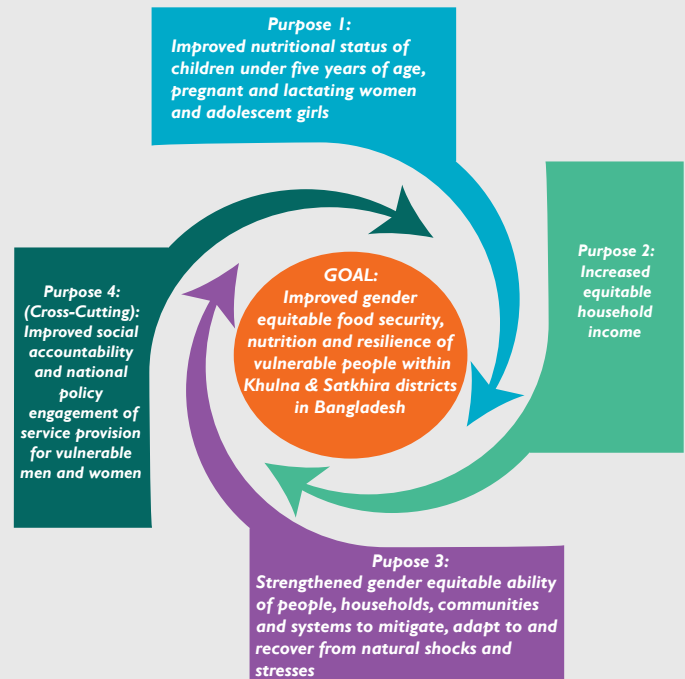 Purpose 1:
Improved nutritional status of
children under five years of age,
pregnant and lactating women
and adolescent girls
Purpose 2:
Increased
equitable
household
income
GOAL:
Improved gender
equitable food security,
nutrition and resilience of
vulnerable people within
Khulna & Satkhira districts
in Bangladesh
Purpose 4:
(Cross-Cutting):
Improved social
accountability
and national
policy
engagement of
service provision
for vulnerable
men and women
Pupose 3:
Strengthened gender equitable ability
of people, households, communities
and systems to mitigate, adapt to and
recover from natural shocks and
stresses